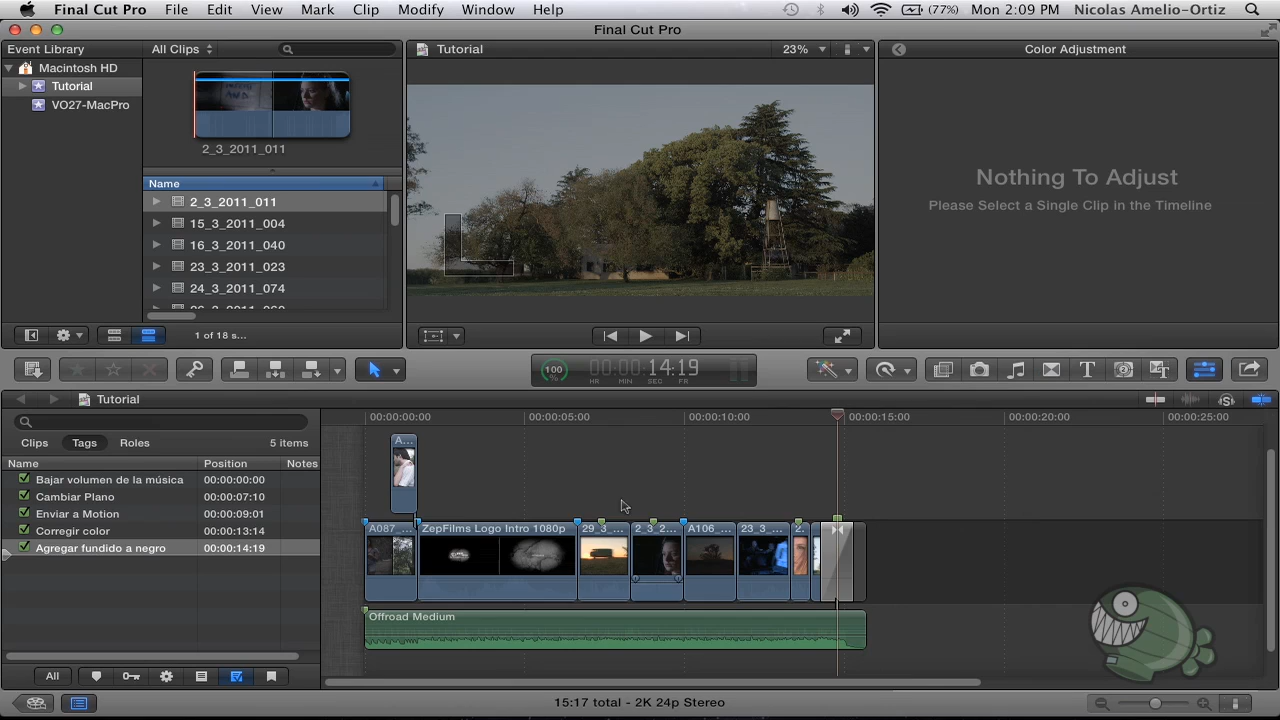 Final Cut Pro File Edit View Mark Clip Modify Window Help (77%) Mon 2:09 PM Nicolas Amelio-Ortiz
Final Cut Pro
Event Library All Clips Tutorial 23% Color Adjustment
Macintosh HD
Tutorial
VO27-MacPro
2_3_2011_011
Name
2_3_2011_011
15_3_2011_004
16_3_2011_040
23_3_2011_023
24_3_2011_074
Nothing To Adjust
Please Select a Single Clip in the Timeline
1 of 18 s...
100 00:00:14:19
HR MIN SEC FR
Tutorial
Clips Tags Roles 5 items
Name Position Notes
Bajar volumen de la música 00:00:00:00
Cambiar Plano 00:00:07:10
Enviar a Motion 00:00:09:01
Corregir color 00:00:13:14
Agregar fundido a negro 00:00:14:19
All
00:00:00:00 00:00:05:00 00:00:10:00 00:00:15:00 00:00:20:00 00:00:25:00
A...
A087_... ZepFilms Logo Intro 1080p 29_3_... 2_3_2... A106_... 23_3_... 2.
Offroad Medium
15:17 total - 2K 24p Stereo